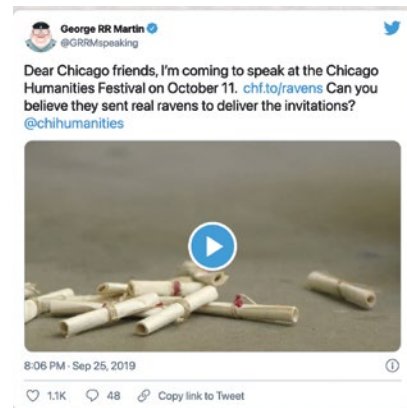 George RR Martin
@GRRMspeaking
Dear Chicago friends, I'm coming to speak at the Chicago
Humanities Festival on October 11. chf.to/ravens Can you
believe they sent real ravens to deliver the invitations?
@chihumanities
8:06 PM · Sep 25, 2019
1.1K 48 Copy link to Tweet